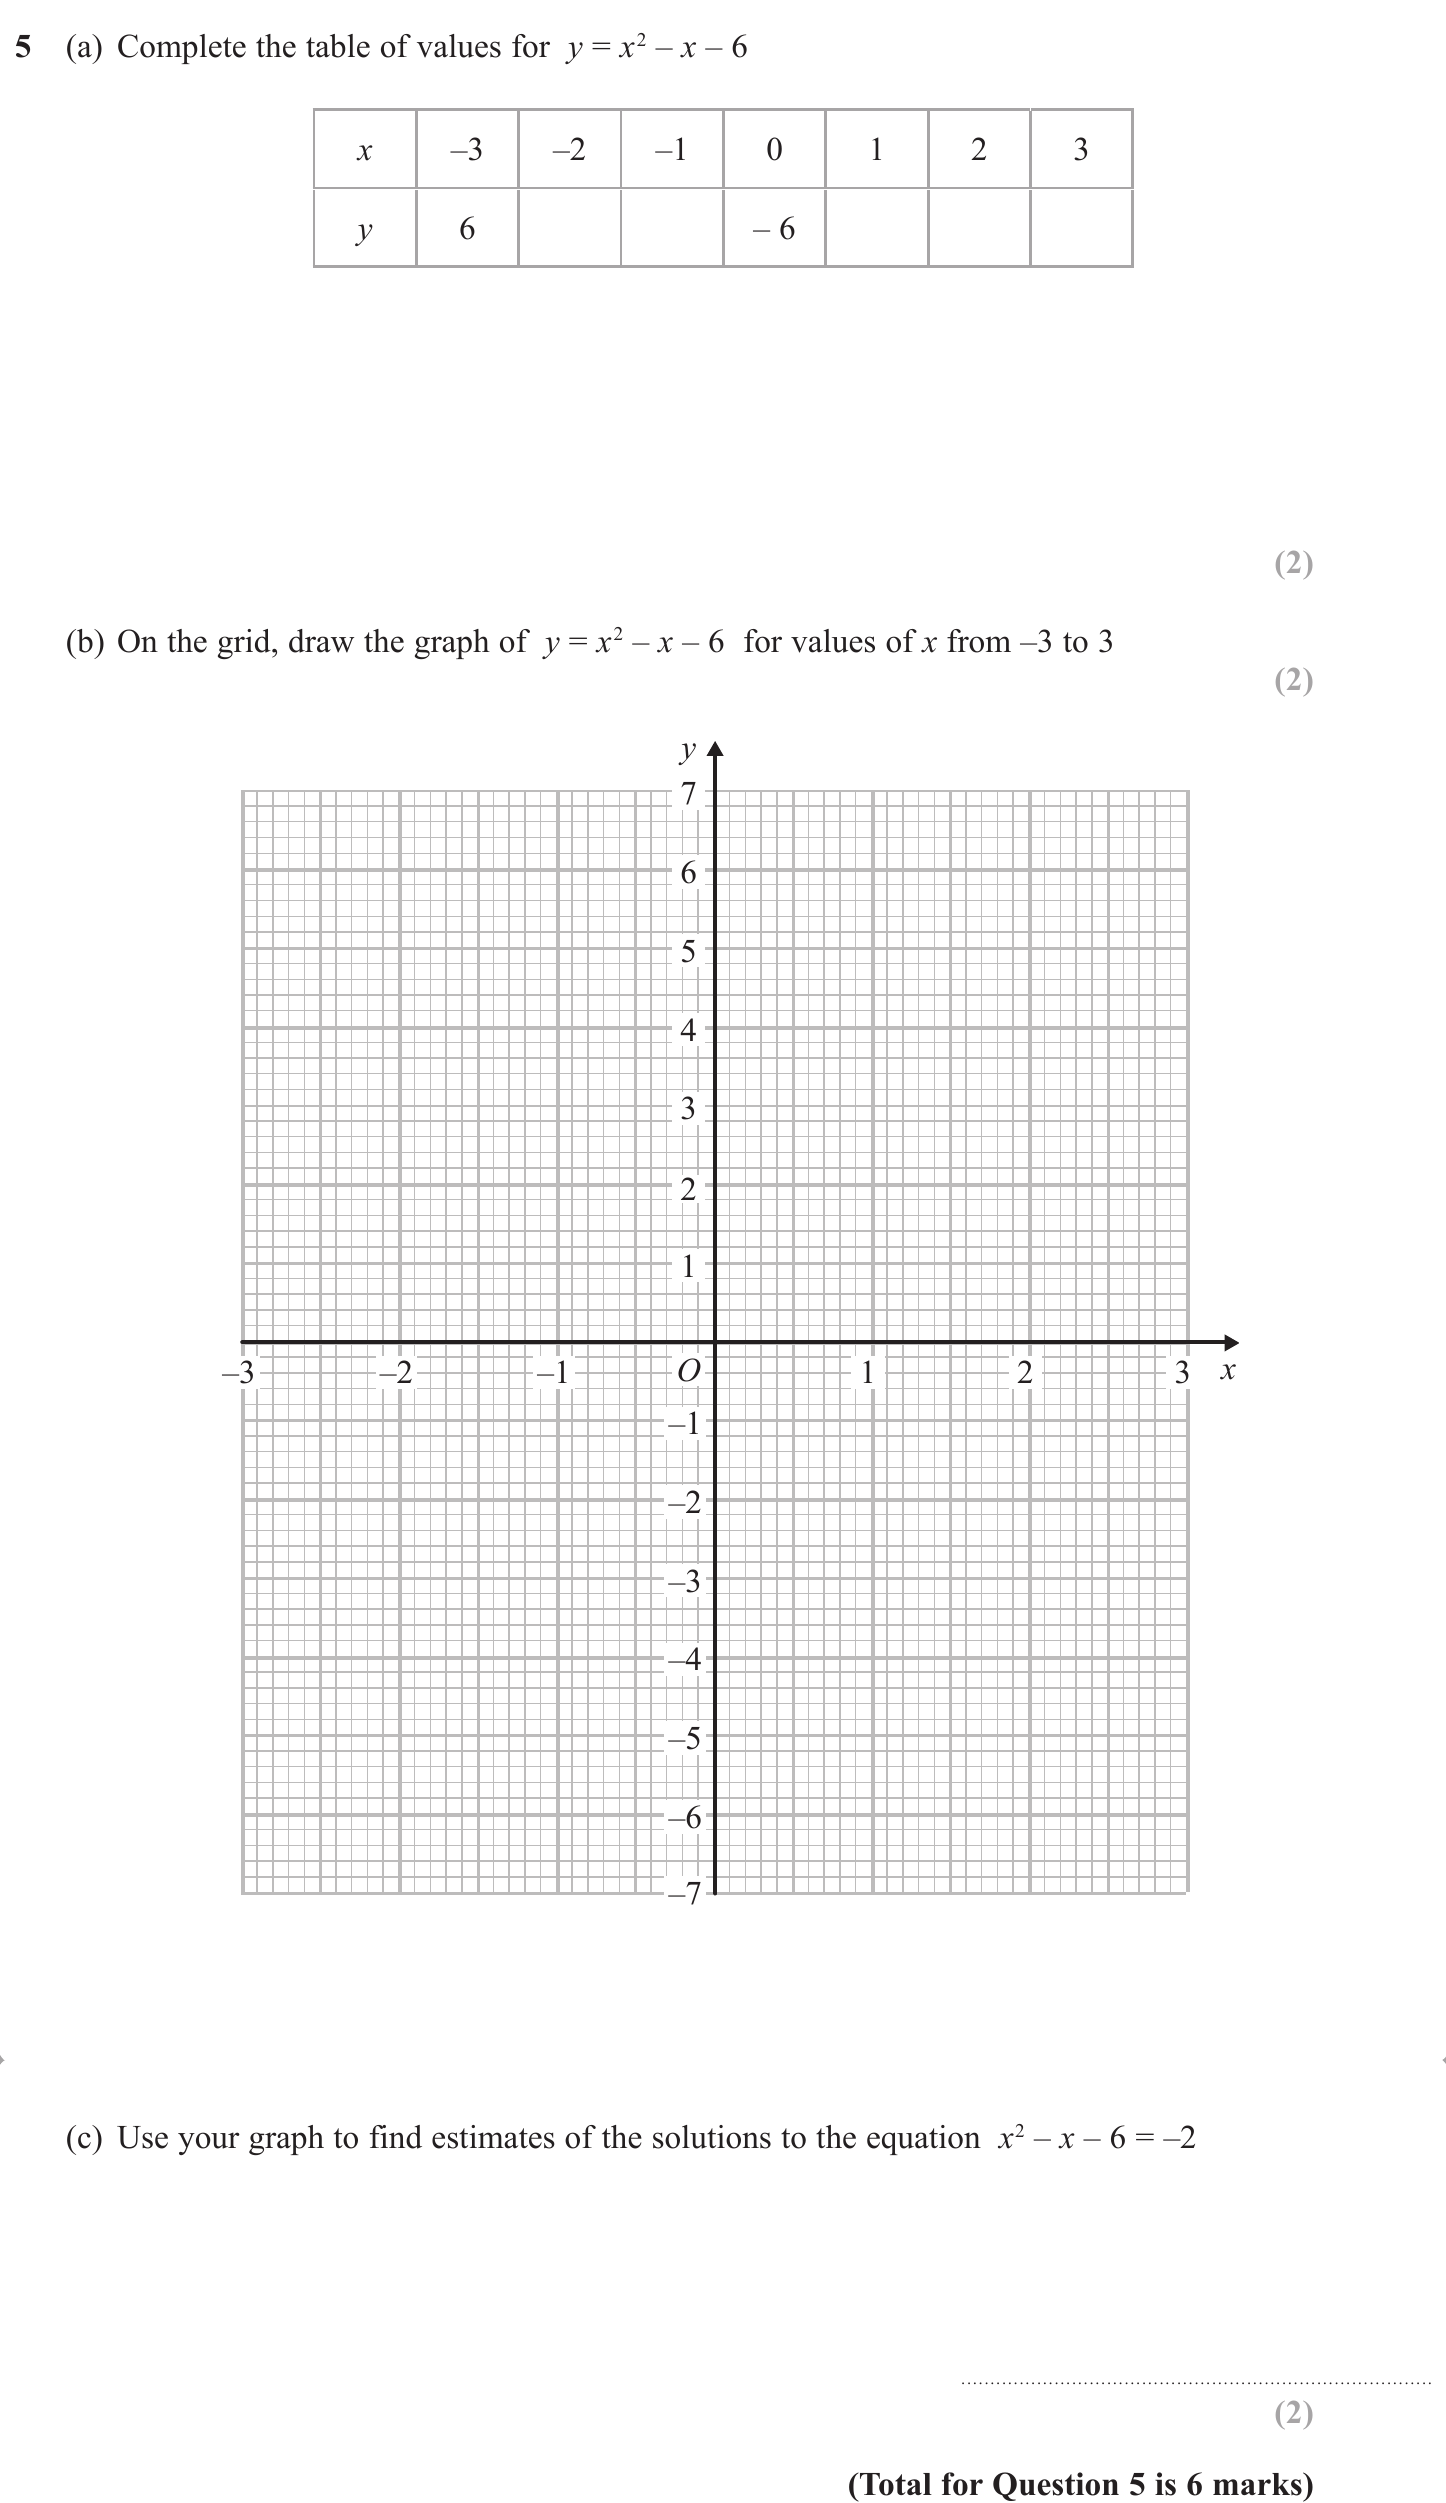 5 (a) Complete the table of values for y = x² – x – 6
x –3 –2 –1 0 1 2 3
y 6 – 6
(2)
(b) On the grid, draw the graph of y = x² – x – 6 for values of x from –3 to 3
(2)
y
7
6
5
4
3
2
1
–3 –2 –1 O 1 2 3 x
–1
–2
–3
–4
–5
–6
–7
(c) Use your graph to find estimates of the solutions to the equation x² – x – 6 = –2
(2)
(Total for Question 5 is 6 marks)